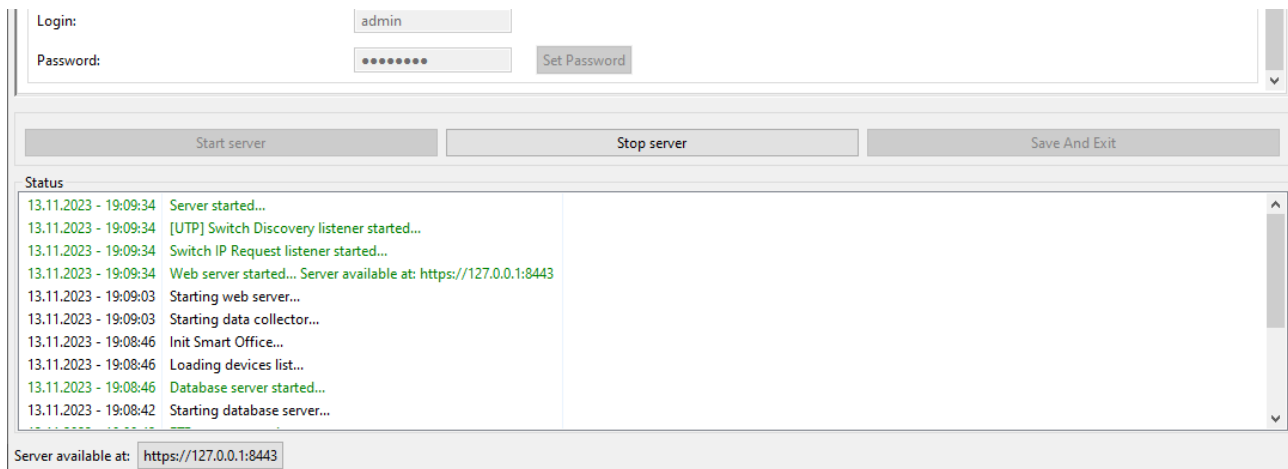 Login: admin
Password: ●●●●●●●● Set Password
Start server Stop server Save And Exit
Status
13.11.2023 - 19:09:34 Server started...
13.11.2023 - 19:09:34 [UTP] Switch Discovery listener started...
13.11.2023 - 19:09:34 Switch IP Request listener started...
13.11.2023 - 19:09:34 Web server started... Server available at: https://127.0.0.1:8443
13.11.2023 - 19:09:03 Starting web server...
13.11.2023 - 19:09:03 Starting data collector...
13.11.2023 - 19:08:46 Init Smart Office...
13.11.2023 - 19:08:46 Loading devices list...
13.11.2023 - 19:08:46 Database server started...
13.11.2023 - 19:08:42 Starting database server...
Server available at: https://127.0.0.1:8443